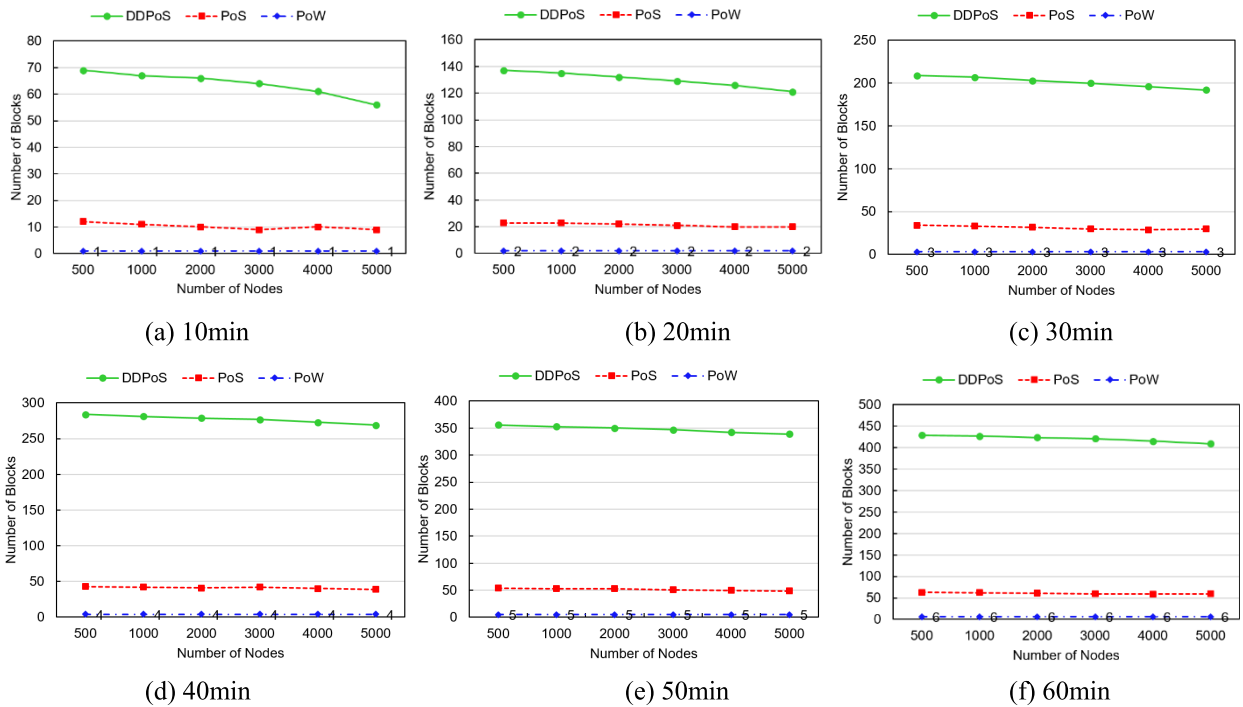 DDPoS PoS PoW
80
70
60
50
40
30
20
10
0
Number of Blocks
1 1 1 1 1 1
500 1000 2000 3000 4000 5000
Number of Nodes
(a) 10min
DDPoS PoS PoW
160
140
120
100
80
60
40
20
0
Number of Blocks
2 2 2 2 2 2
500 1000 2000 3000 4000 5000
Number of Nodes
(b) 20min
DDPoS PoS PoW
250
200
150
100
50
0
Number of Blocks
3 3 3 3 3 3
500 1000 2000 3000 4000 5000
Number of Nodes
(c) 30min
DDPoS PoS PoW
300
250
200
150
100
50
0
Number of Blocks
4 4 4 4 4 4
500 1000 2000 3000 4000 5000
Number of Nodes
(d) 40min
DDPoS PoS PoW
400
350
300
250
200
150
100
50
0
Number of Blocks
5 5 5 5 5 5
500 1000 2000 3000 4000 5000
Number of Nodes
(e) 50min
DDPoS PoS PoW
500
450
400
350
300
250
200
150
100
50
0
Number of Blocks
6 6 6 6 6 6
500 1000 2000 3000 4000 5000
Number of Nodes
(f) 60min